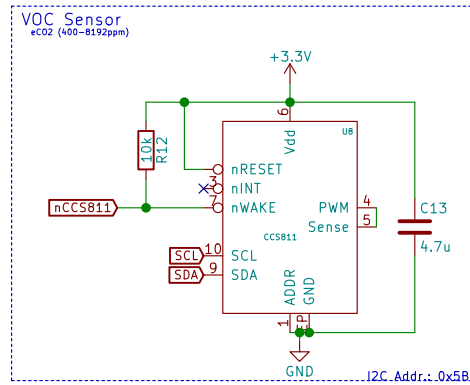 VOC Sensor
eCO2 (400-8192ppm)
+3.3V
6
Vdd
U8
10k
R12
nRESET
3
nINT
nCCS811
7
nWAKE
PWM
4
Sense
5
CCS811
C13
4.7u
SCL
10
SCL
SDA
9
SDA
ADDR
GND
1
EP
GND
I2C Addr.: 0x5B